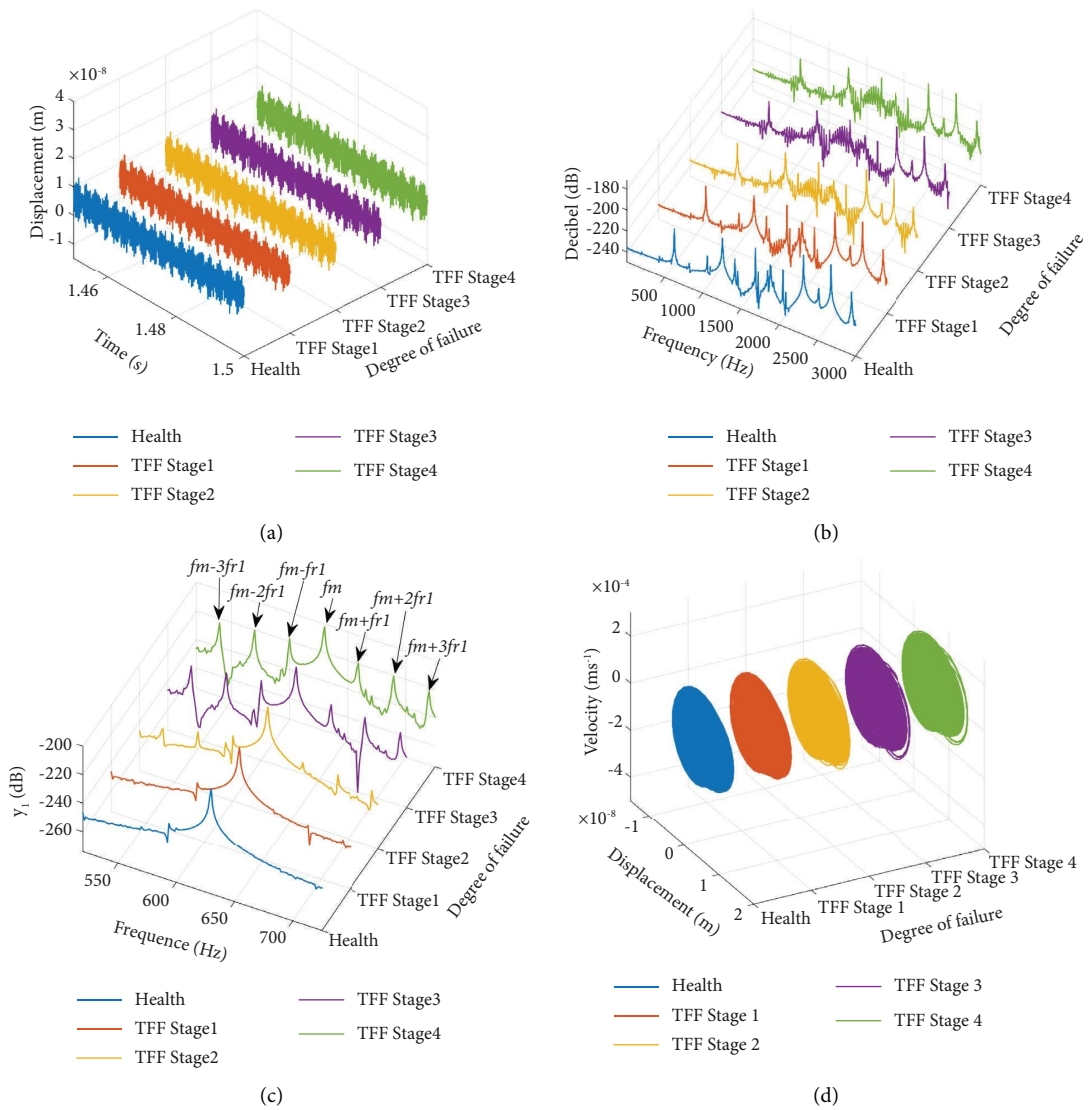 ×10⁻⁸
4
3
2
1
0
-1
Displacement (m)
1.46
1.48
1.5
Time (s)
Health
TFF Stage1
TFF Stage2
TFF Stage3
TFF Stage4
Degree of failure
Health
TFF Stage1
TFF Stage2
TFF Stage3
TFF Stage4
(a)
-180
-200
-220
-240
Decibel (dB)
500
1000
1500
2000
2500
3000
Frequency (Hz)
Health
TFF Stage1
TFF Stage2
TFF Stage3
TFF Stage4
Degree of failure
Health
TFF Stage1
TFF Stage2
TFF Stage3
TFF Stage4
(b)
fm-3fr1
fm-2fr1
fm-fr1
fm
fm+fr1
fm+2fr1
fm+3fr1
-200
-220
-240
-260
y₁ (dB)
550
600
650
700
Frequence (Hz)
Health
TFF Stage1
TFF Stage2
TFF Stage3
TFF Stage4
Degree of failure
Health
TFF Stage1
TFF Stage2
TFF Stage3
TFF Stage4
(c)
×10⁻⁴
2
0
-2
-4
Velocity (ms⁻¹)
×10⁻⁸
-1
0
1
2
Displacement (m)
Health
TFF Stage 1
TFF Stage 2
TFF Stage 3
TFF Stage 4
Degree of failure
Health
TFF Stage 1
TFF Stage 2
TFF Stage 3
TFF Stage 4
(d)